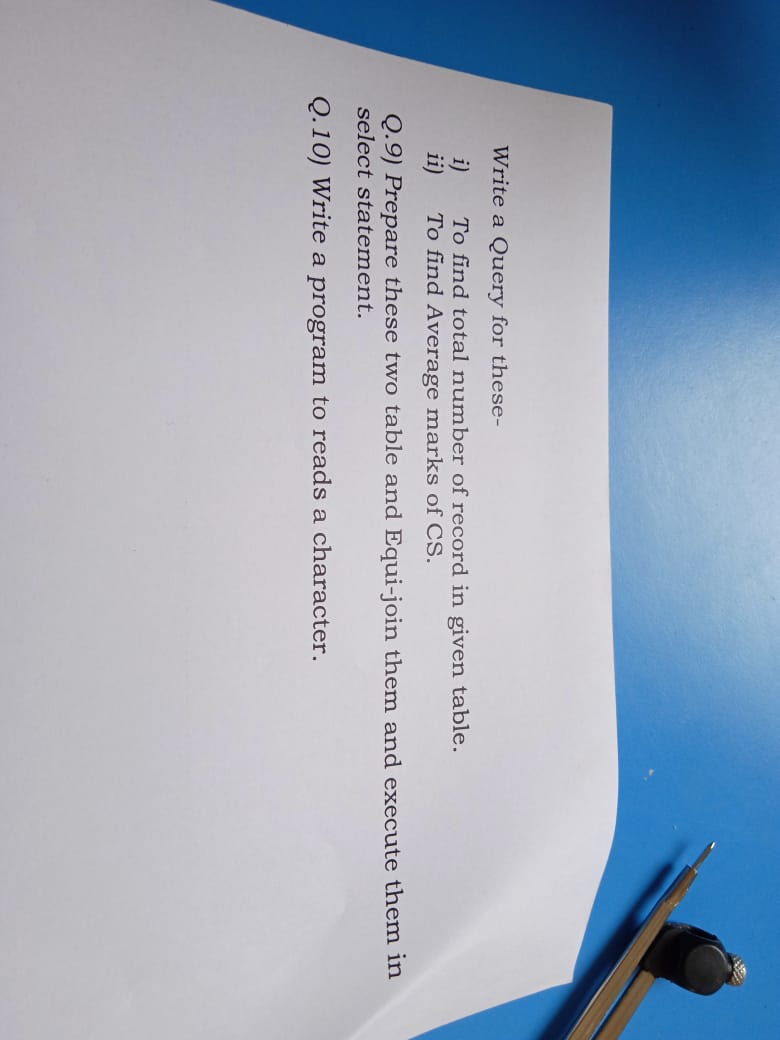 Write a Query for these-
i) To find total number of record in given table.
ii) To find Average marks of CS.
Q.9) Prepare these two table and Equi-join them and execute them in
select statement.
Q.10) Write a program to reads a character.